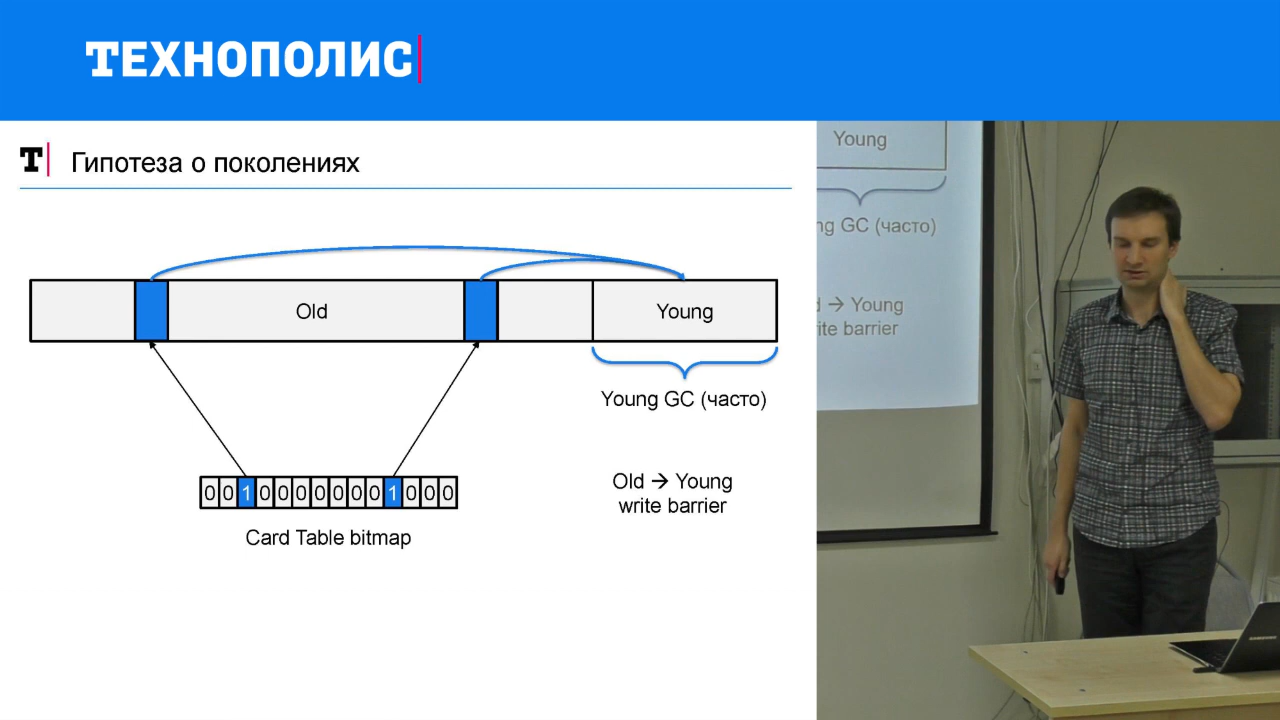 ТЕХНОПОЛИС
Т Гипотеза о поколениях
Old
Young
Young GC (часто)
0 0 1 0 0 0 0 0 0 0 1 0 0 0
Card Table bitmap
Old → Young
write barrier
Young
ng GC (часто)
d → Young
ite barrier